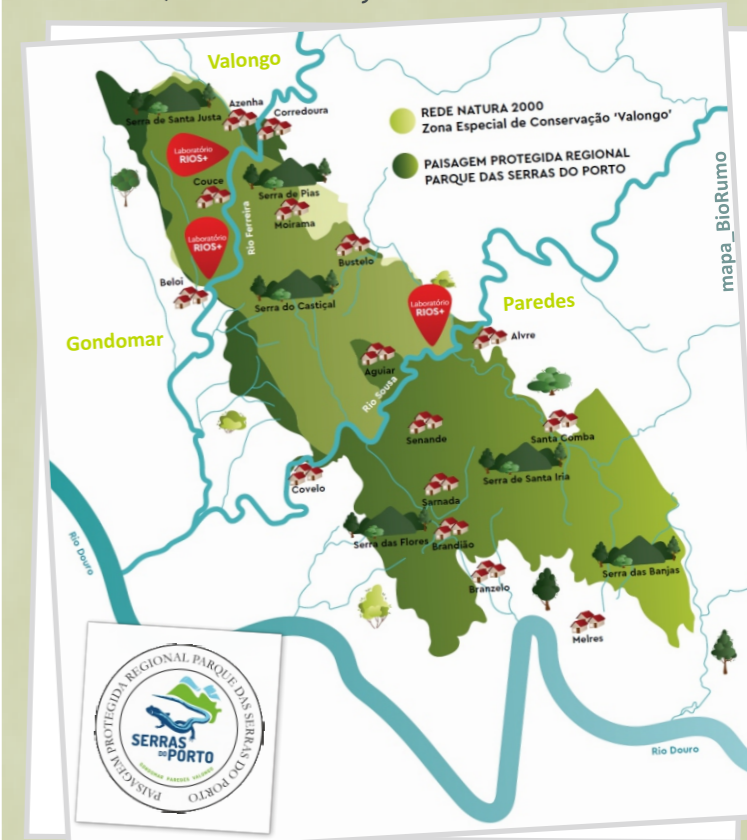 Valongo
Serra de Santa Justa
Azenha
Corredoura
REDE NATURA 2000
Zona Especial de Conservação 'Valongo'
PAISAGEM PROTEGIDA REGIONAL
PARQUE DAS SERRAS DO PORTO
Laboratório
RIOS+
Couce
Serra de Pias
Moirama
Rio Ferreira
Laboratório
RIOS+
Bustelo
Beloi
Serra do Castiçal
Laboratório
RIOS+
Paredes
Gondomar
Alvre
Aguiar
Rio Sousa
Senande
Santa Comba
Serra de Santa Iria
Covelo
Sarnada
Serra das Flores
Brandião
Branzelo
Serra das Banjas
Melres
Rio Douro
Rio Douro
mapa_BioRumo
PAISAGEM PROTEGIDA REGIONAL PARQUE DAS SERRAS DO PORTO
SERRAS
DO PORTO
GONDOMAR PAREDES VALONGO